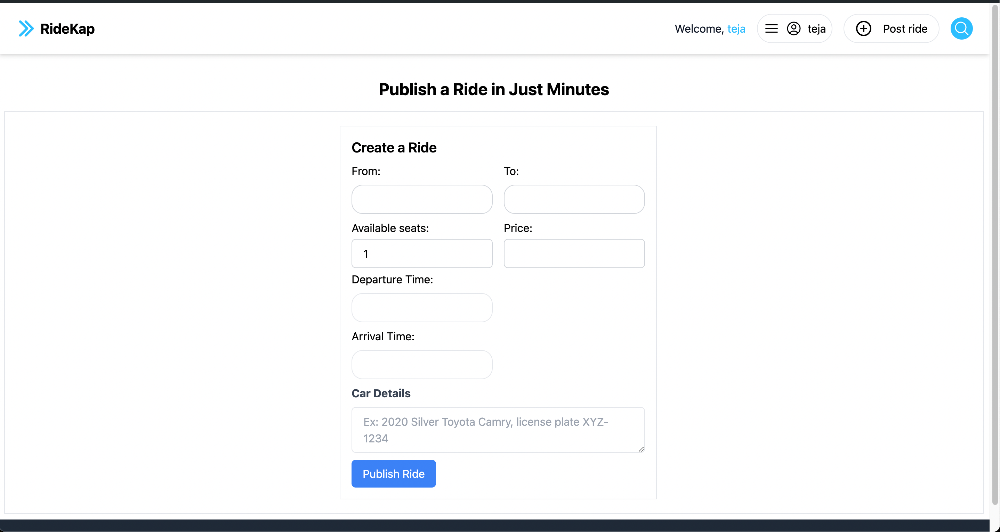 RideKap
Welcome, teja
teja
Post ride
Publish a Ride in Just Minutes
Create a Ride
From:
To:
Available seats:
Price:
1
Departure Time:
Arrival Time:
Car Details
Ex: 2020 Silver Toyota Camry, license plate XYZ-
1234
Publish Ride